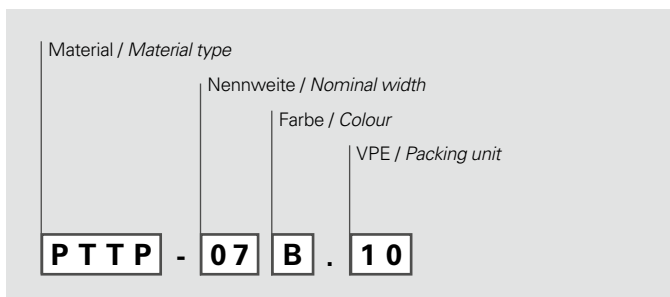 Material / Material type
Nennweite / Nominal width
Farbe / Colour
VPE / Packing unit
PTTP - 07 B . 10